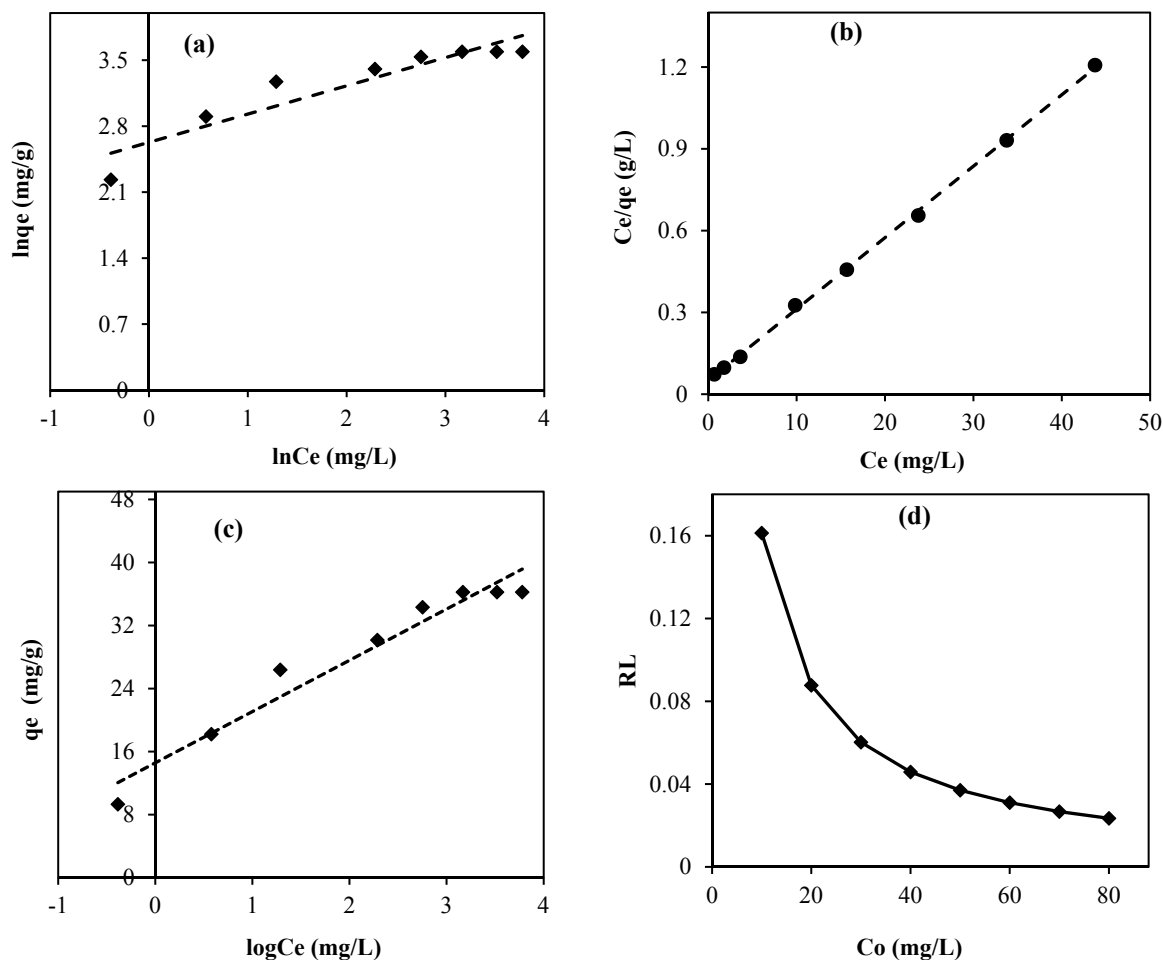 (a)
3.5
2.8
2.1
1.4
0.7
0
-1 0 1 2 3 4
lnqe (mg/g)
lnCe (mg/L)
(b)
1.2
0.9
0.6
0.3
0
0 10 20 30 40 50
Ce/qe (g/L)
Ce (mg/L)
(c)
48
40
32
24
16
8
0
-1 0 1 2 3 4
qe (mg/g)
logCe (mg/L)
(d)
0.16
0.12
0.08
0.04
0
0 20 40 60 80
RL
Co (mg/L)